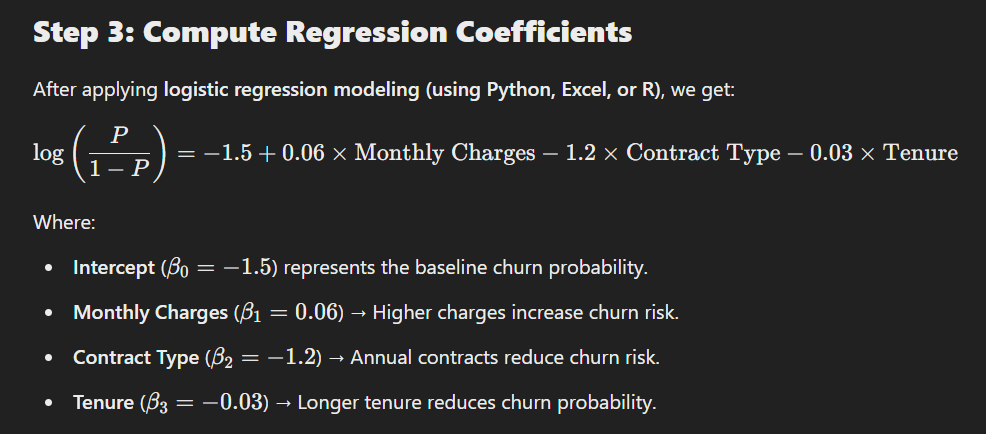 Step 3: Compute Regression Coefficients
After applying logistic regression modeling (using Python, Excel, or R), we get:
log(P/(1 − P)) = −1.5 + 0.06 × Monthly Charges − 1.2 × Contract Type − 0.03 × Tenure
Where:
• Intercept (β₀ = −1.5) represents the baseline churn probability.
• Monthly Charges (β₁ = 0.06) → Higher charges increase churn risk.
• Contract Type (β₂ = −1.2) → Annual contracts reduce churn risk.
• Tenure (β₃ = −0.03) → Longer tenure reduces churn probability.